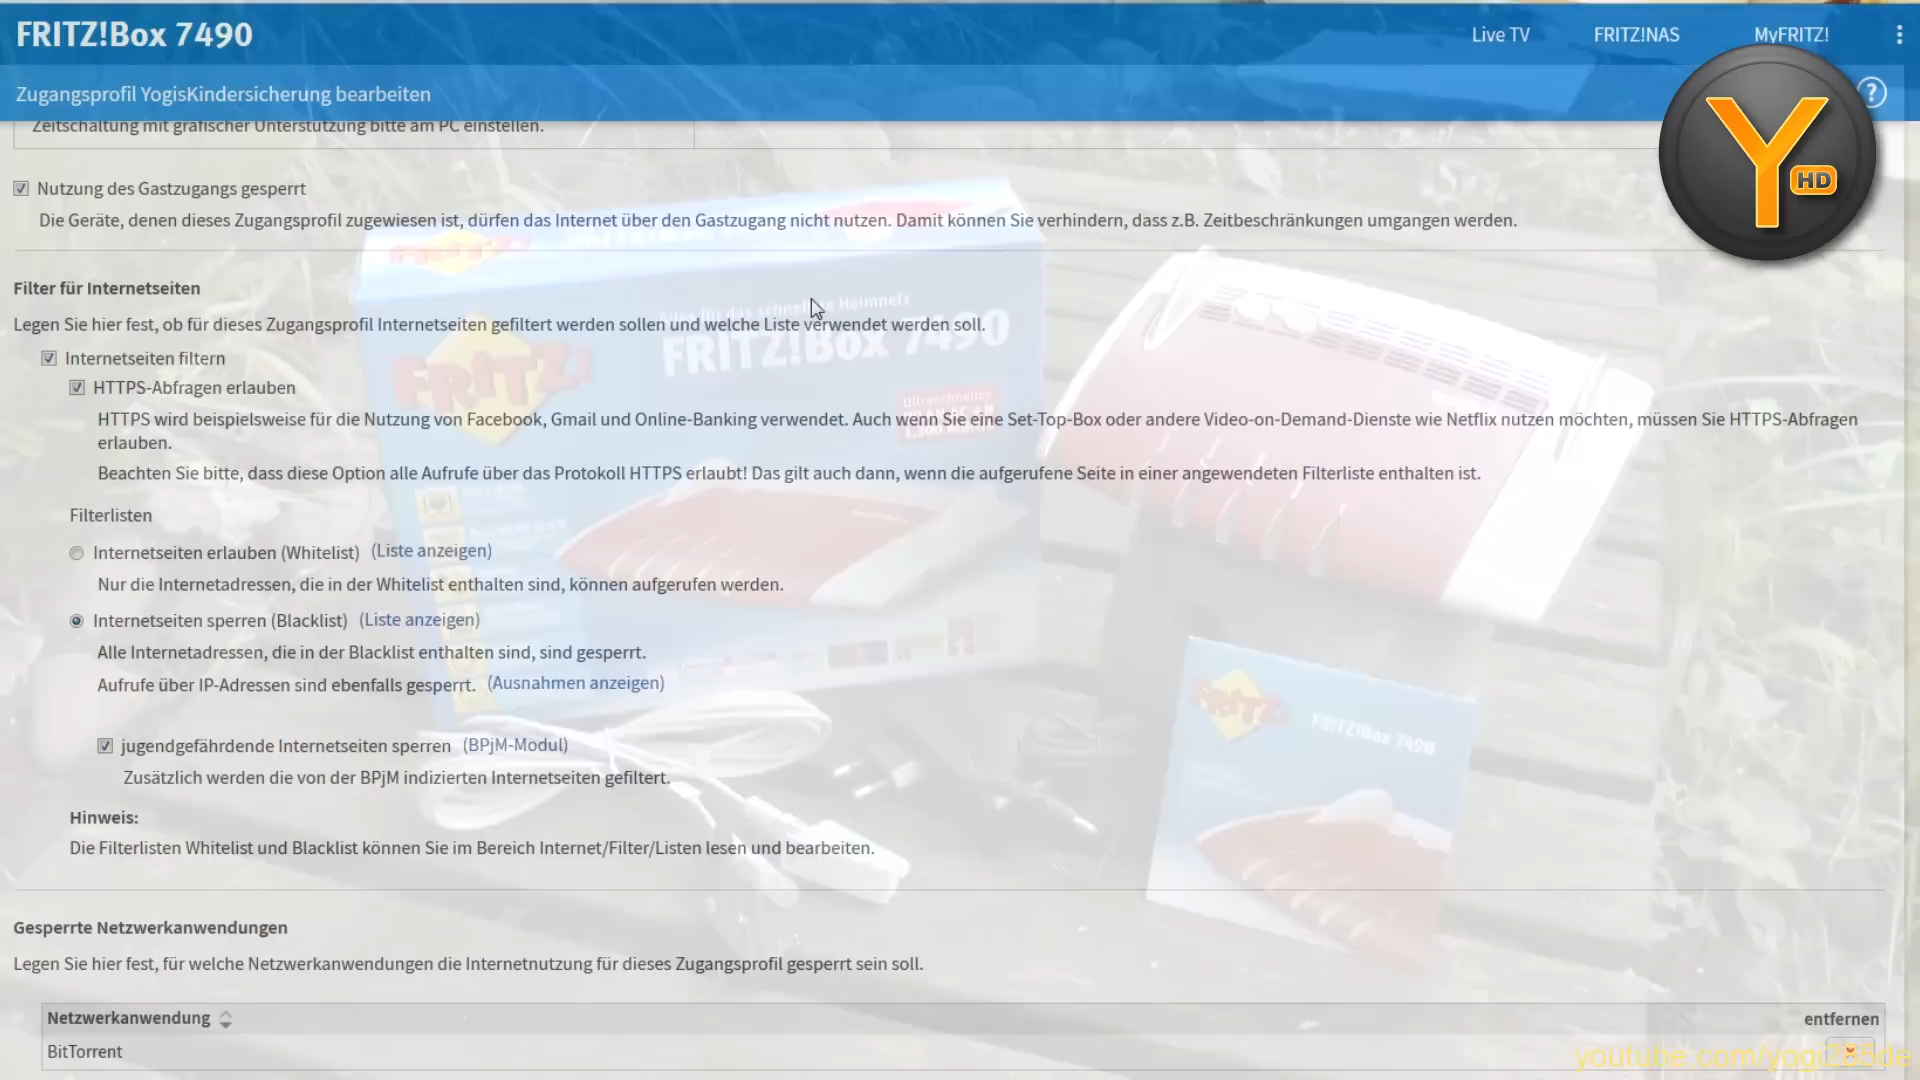 FRITZ!Box 7490
Live TV
FRITZ!NAS
MyFRITZ!
Zugangsprofil YogisKindersicherung bearbeiten
?
Y
HD
Zeitschaltung mit grafischer Unterstützung bitte am PC einstellen.
Nutzung des Gastzugangs gesperrt
Die Geräte, denen dieses Zugangsprofil zugewiesen ist, dürfen das Internet über den Gastzugang nicht nutzen. Damit können Sie verhindern, dass z.B. Zeitbeschränkungen umgangen werden.
Filter für Internetseiten
Legen Sie hier fest, ob für dieses Zugangsprofil Internetseiten gefiltert werden sollen und welche Liste verwendet werden soll.
Internetseiten filtern
HTTPS-Abfragen erlauben
HTTPS wird beispielsweise für die Nutzung von Facebook, Gmail und Online-Banking verwendet. Auch wenn Sie eine Set-Top-Box oder andere Video-on-Demand-Dienste wie Netflix nutzen möchten, müssen Sie HTTPS-Abfragen
erlauben.
Beachten Sie bitte, dass diese Option alle Aufrufe über das Protokoll HTTPS erlaubt! Das gilt auch dann, wenn die aufgerufene Seite in einer angewendeten Filterliste enthalten ist.
Filterlisten
Internetseiten erlauben (Whitelist) (Liste anzeigen)
Nur die Internetadressen, die in der Whitelist enthalten sind, können aufgerufen werden.
Internetseiten sperren (Blacklist) (Liste anzeigen)
Alle Internetadressen, die in der Blacklist enthalten sind, sind gesperrt.
Aufrufe über IP-Adressen sind ebenfalls gesperrt. (Ausnahmen anzeigen)
jugendgefährdende Internetseiten sperren (BPjM-Modul)
Zusätzlich werden die von der BPjM indizierten Internetseiten gefiltert.
Hinweis:
Die Filterlisten Whitelist und Blacklist können Sie im Bereich Internet/Filter/Listen lesen und bearbeiten.
Gesperrte Netzwerkanwendungen
Legen Sie hier fest, für welche Netzwerkanwendungen die Internetnutzung für dieses Zugangsprofil gesperrt sein soll.
Netzwerkanwendung
entfernen
BitTorrent
youtube.com/yogi265de
FRITZ!
FRITZ!Box 7490
FRITZ!
FRITZ!Box 7490